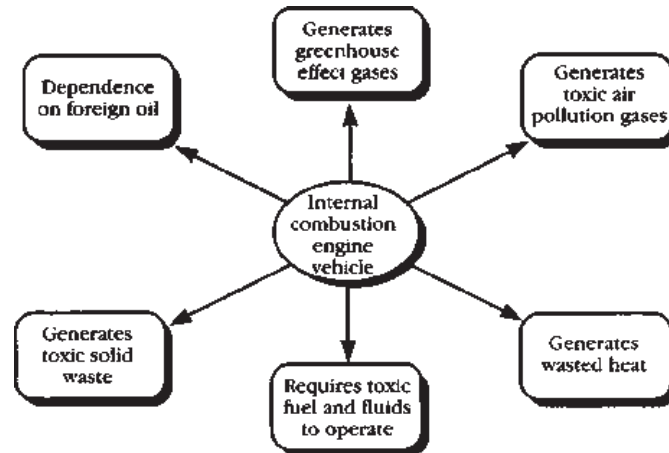 Generates
greenhouse
effect gases
Dependence
on foreign oil
Generates
toxic air
pollution gases
Internal
combustion
engine
vehicle
Generates
toxic solid
waste
Requires toxic
fuel and fluids
to operate
Generates
wasted heat